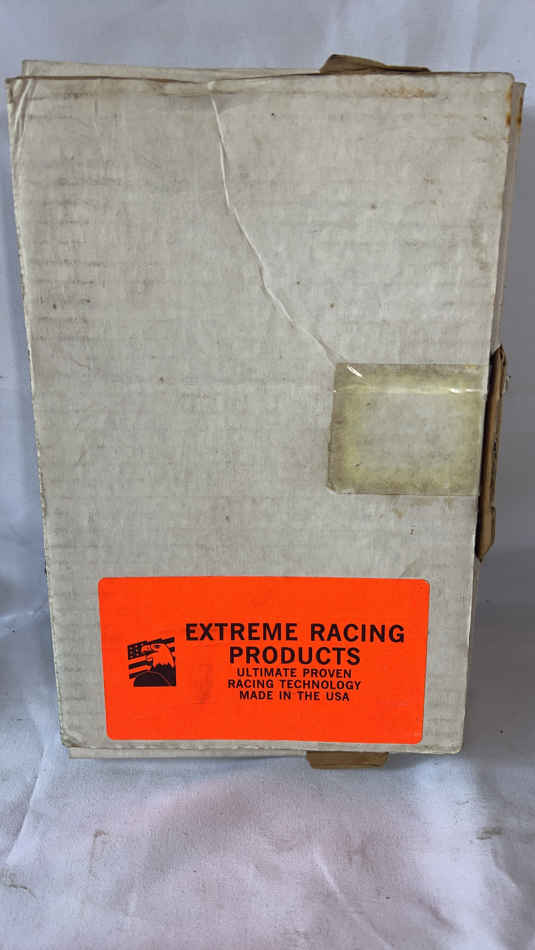 EXTREME RACING
PRODUCTS
ULTIMATE PROVEN
RACING TECHNOLOGY
MADE IN THE USA